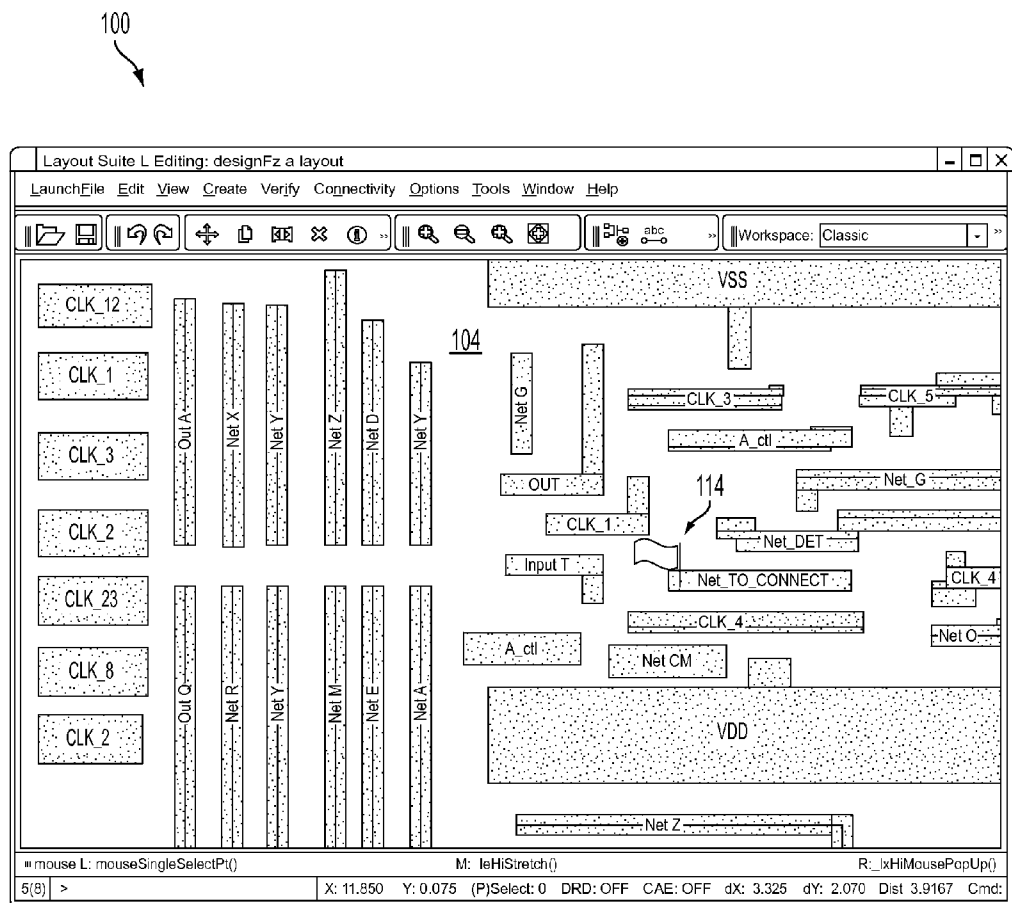 100
Layout Suite L Editing: designFz a layout
LaunchFile Edit View Create Verify Connectivity Options Tools Window Help
abc
»
»
Workspace: Classic
»
CLK_12
CLK_1
CLK_3
CLK_2
CLK_23
CLK_8
CLK_2
Out A
Net X
Net Y
Net Z
Net D
Net Y
Out Q
Net R
Net Y
Net M
Net E
Net A
104
VSS
Net G
CLK_3
CLK_5
A_ctl
OUT
Net_G
114
CLK_1
Net_DET
Input T
Net_TO_CONNECT
CLK_4
CLK_4
Net O
A_ctl
Net CM
VDD
Net Z
mouse L: mouseSingleSelectPt()
M: leHiStretch()
R:_lxHiMousePopUp()
5(8) > X: 11.850 Y: 0.075 (P)Select: 0 DRD: OFF CAE: OFF dX: 3.325 dY: 2.070 Dist 3.9167 Cmd: